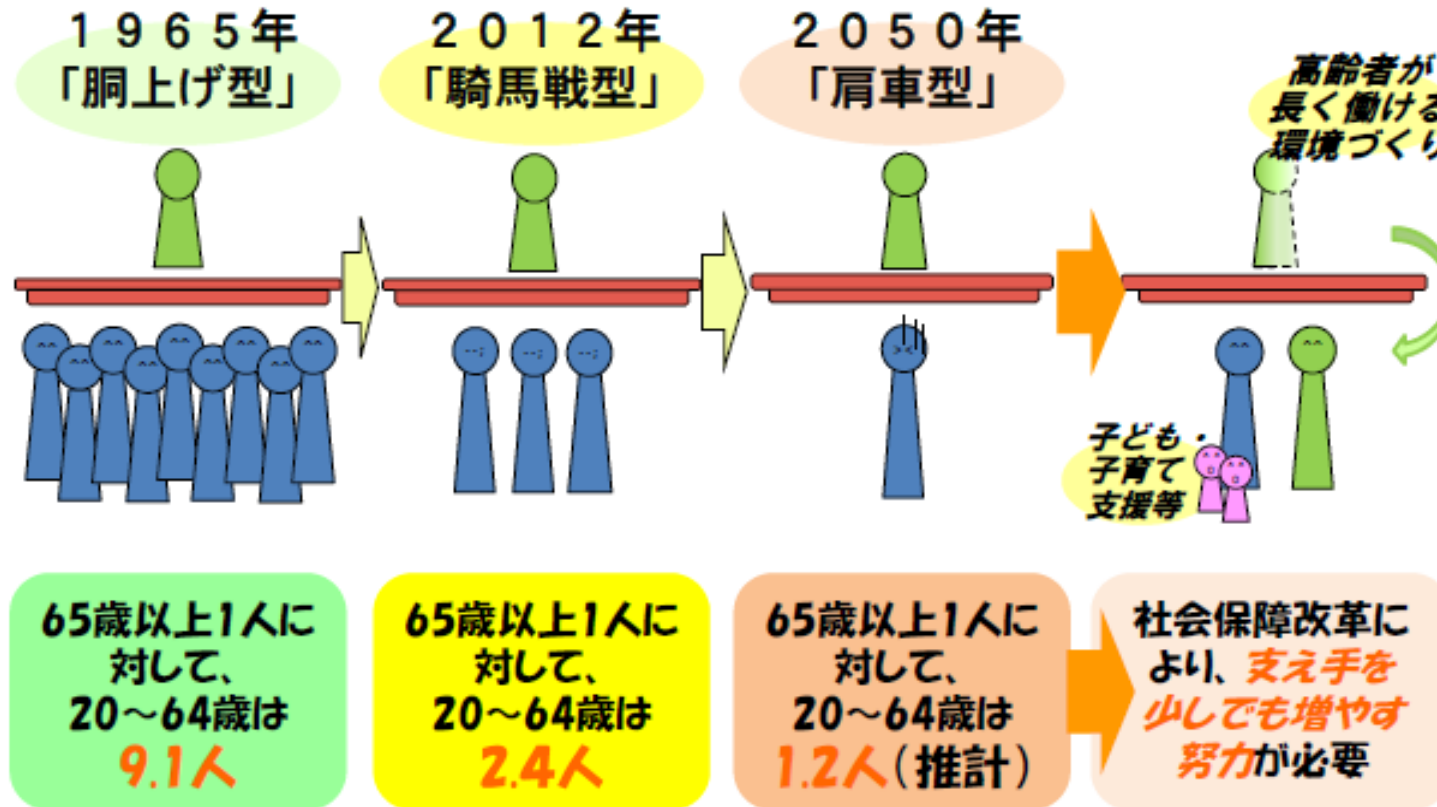 １９６５年
「胴上げ型」
２０１２年
「騎馬戦型」
２０５０年
「肩車型」
高齢者が
長く働ける
環境づくり
子ども・
子育て
支援等
65歳以上1人に
対して、
20～64歳は
9.1人
65歳以上1人に
対して、
20～64歳は
2.4人
65歳以上1人に
対して、
20～64歳は
1.2人（推計）
社会保障改革に
より、支え手を
少しでも増やす
努力が必要